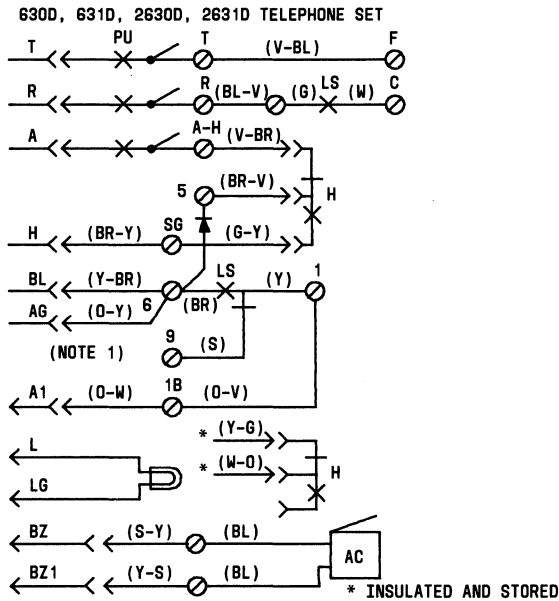 630D, 631D, 2630D, 2631D TELEPHONE SET
T PU T (V-BL) F
R R (BL-V) (G) LS (W) C
A A-H (V-BR)
5 (BR-V) H
H (BR-Y) SG (G-Y)
BL (Y-BR) 6 (BR) LS (Y) 1
AG (O-Y)
(NOTE 1) 9 (S)
A1 (O-W) 1B (O-V)
* (Y-G)
L
* (W-O) H
LG
BZ (S-Y) (BL)
AC
BZ1 (Y-S) (BL)
* INSULATED AND STORED